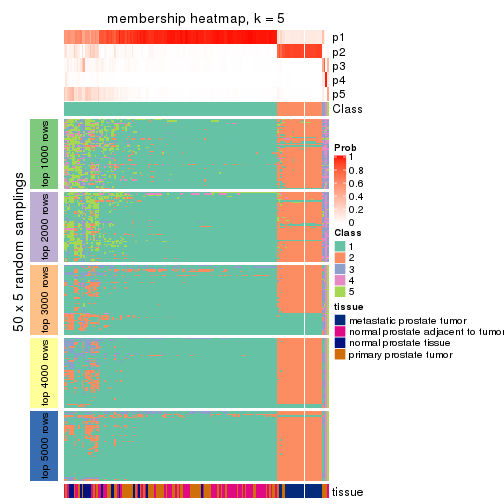 membership heatmap, k = 5
p1
p2
p3
p4
p5
Class
50 x 5 random samplings
top 1000 rows
top 2000 rows
top 3000 rows
top 4000 rows
top 5000 rows
tissue
Prob
1
0.8
0.6
0.4
0.2
0
Class
1
2
3
4
5
tissue
metastatic prostate tumor
normal prostate adjacent to tumor
normal prostate tissue
primary prostate tumor